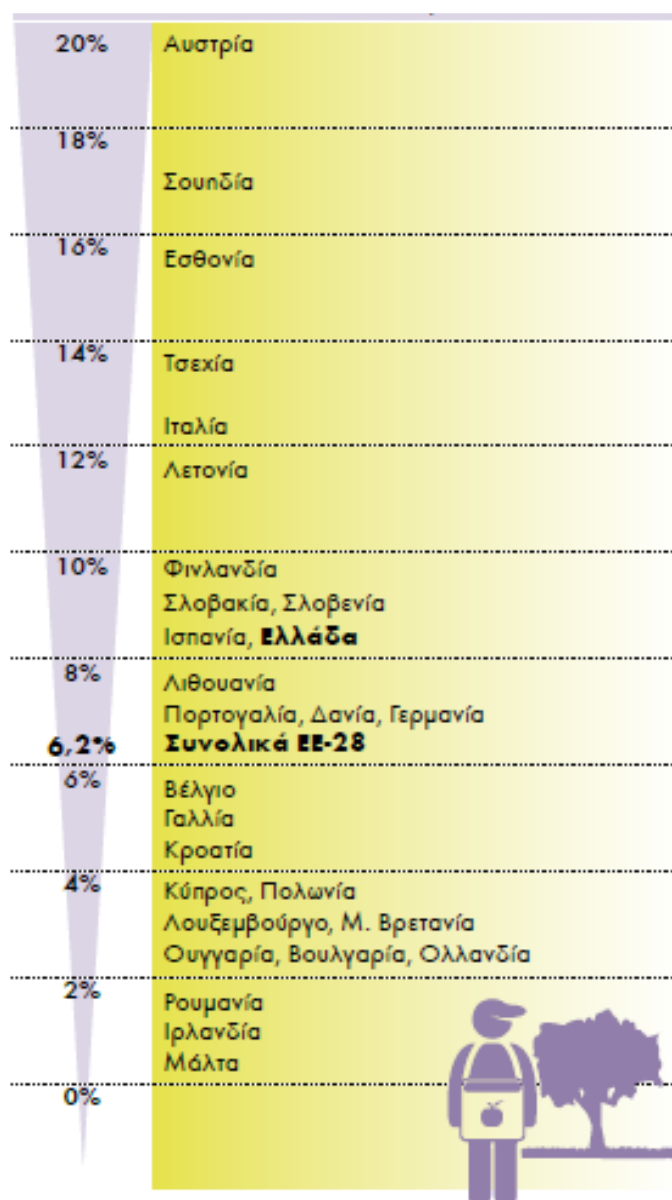 20% Αυστρία
18%
Σουηδία
16% Εσθονία
14% Τσεχία
Ιταλία
12% Λετονία
10% Φινλανδία
Σλοβακία, Σλοβενία
Ισπανία, Ελλάδα
8% Λιθουανία
Πορτογαλία, Δανία, Γερμανία
6,2% Συνολικά ΕΕ-28
6% Βέλγιο
Γαλλία
Κροατία
4% Κύπρος, Πολωνία
Λουξεμβούργο, Μ. Βρετανία
Ουγγαρία, Βουλγαρία, Ολλανδία
2% Ρουμανία
Ιρλανδία
Μάλτα
0%